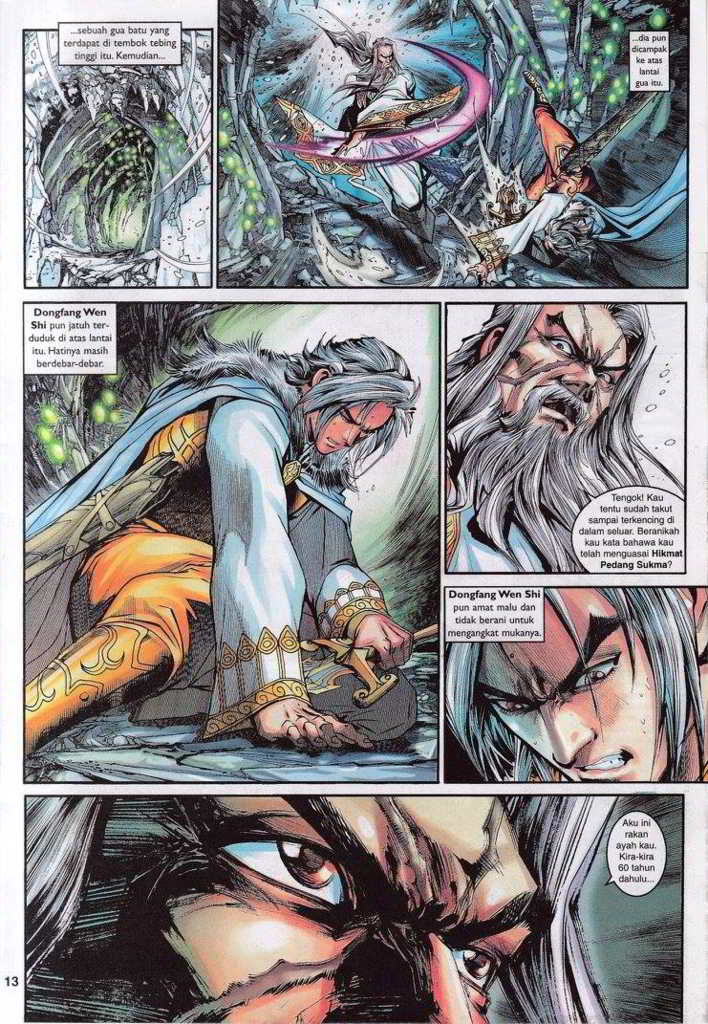 ...sebuah gua batu yang
terdapat di tembok tebing
tinggi itu. Kemudian...
...dia pun
dicampak
ke atas
lantai
gua itu.
Dongfang Wen
Shi pun jatuh ter-
duduk di atas lantai
itu. Hatinya masih
berdebar-debar.
Tengok! Kau
tentu sudah takut
sampai terkencing di
dalam seluar. Beranikah
kau kata bahawa kau
telah menguasai Hikmat
Pedang Sukma?
Dongfang Wen Shi
pun amat malu dan
tidak berani untuk
mengangkat mukanya.
Aku ini
rakan
ayah kau.
Kira-kira
60 tahun
dahulu...
13